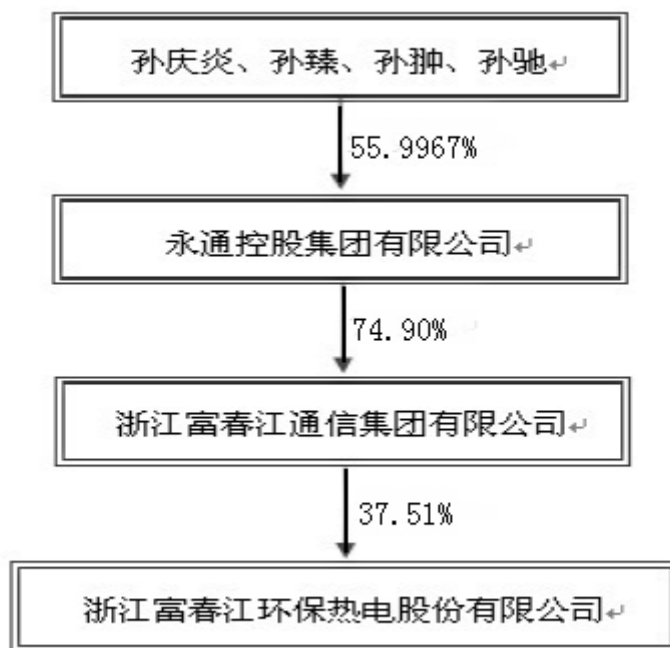 孙庆炎、孙臻、孙翀、孙驰
55.9967%
永通控股集团有限公司
74.90%
浙江富春江通信集团有限公司
37.51%
浙江富春江环保热电股份有限公司